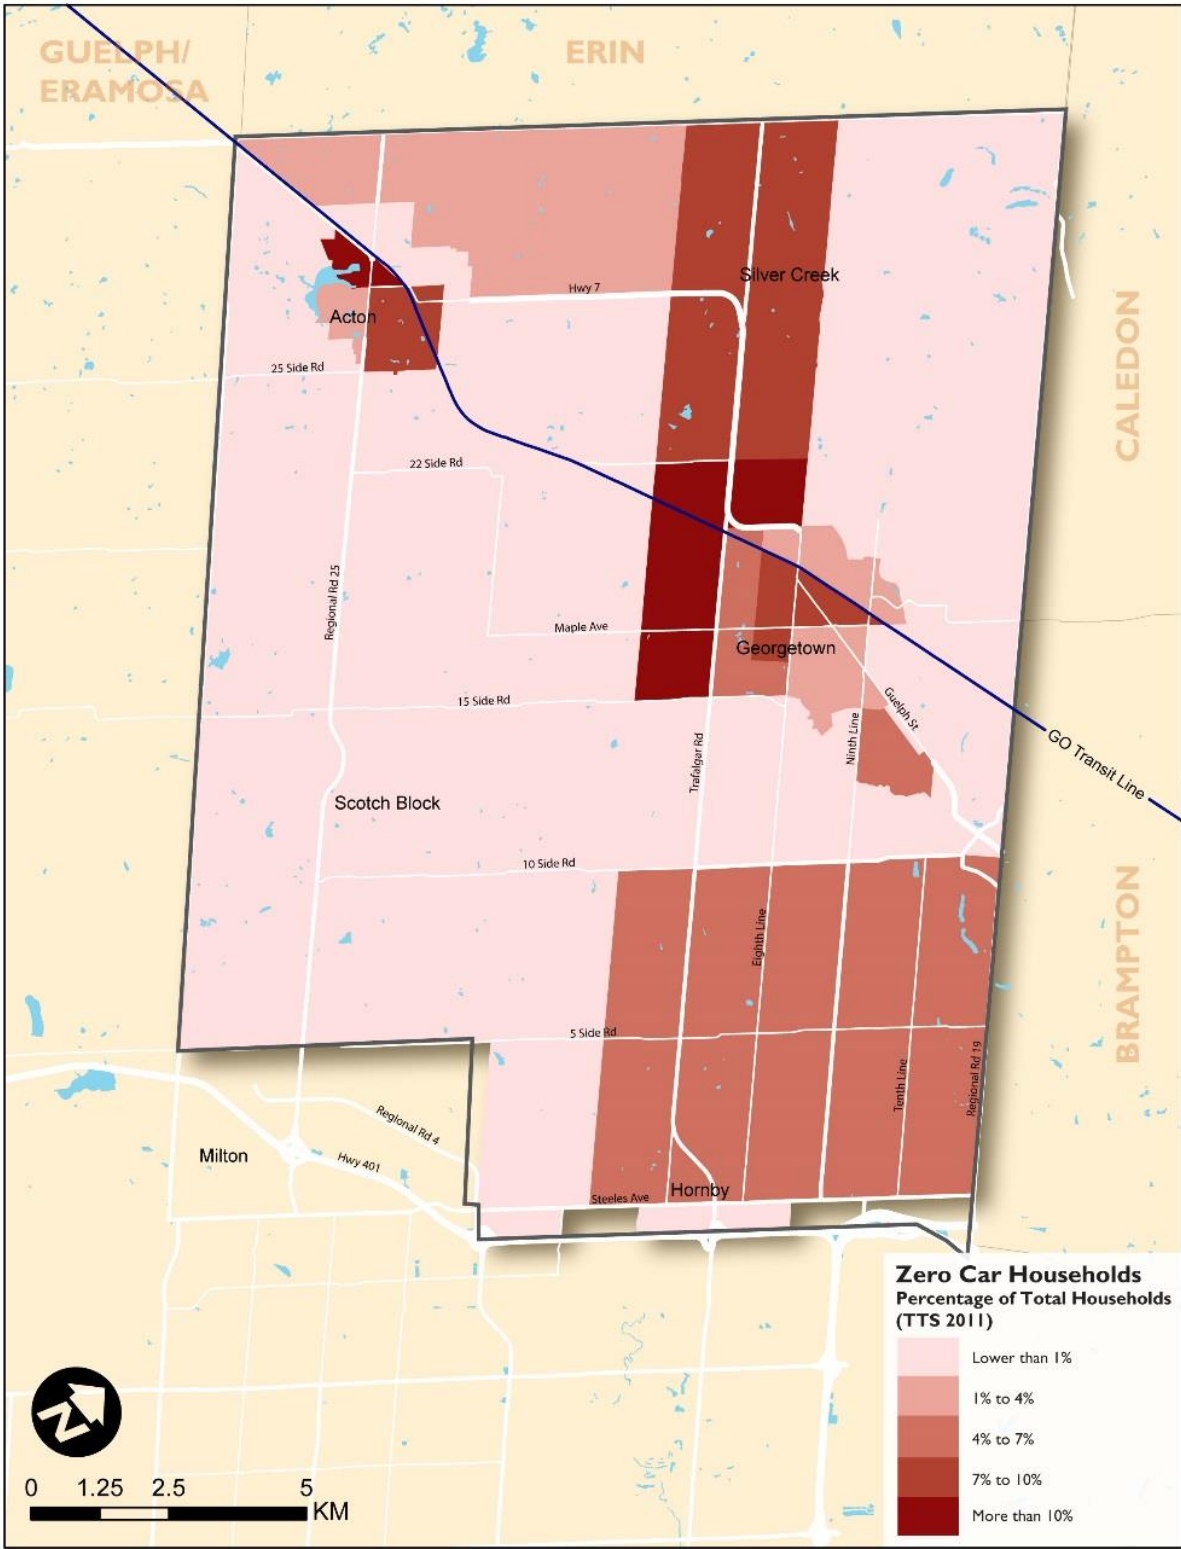 GUELPH/
ERAMOSA
ERIN
Silver Creek
Hwy 7
Acton
25 Side Rd
CALEDON
22 Side Rd
Regional Rd 25
Maple Ave
Georgetown
15 Side Rd
Guelph St
Ninth Line
Trafalgar Rd
GO Transit Line
Scotch Block
10 Side Rd
Eighth Line
BRAMPTON
5 Side Rd
Tenth Line
Regional Rd 19
Regional Rd 4
Milton
Hwy 401
Steeles Ave
Hornby
Zero Car Households
Percentage of Total Households
(TTS 2011)
Lower than 1%
1% to 4%
4% to 7%
7% to 10%
More than 10%
N
0 1.25 2.5 5
KM